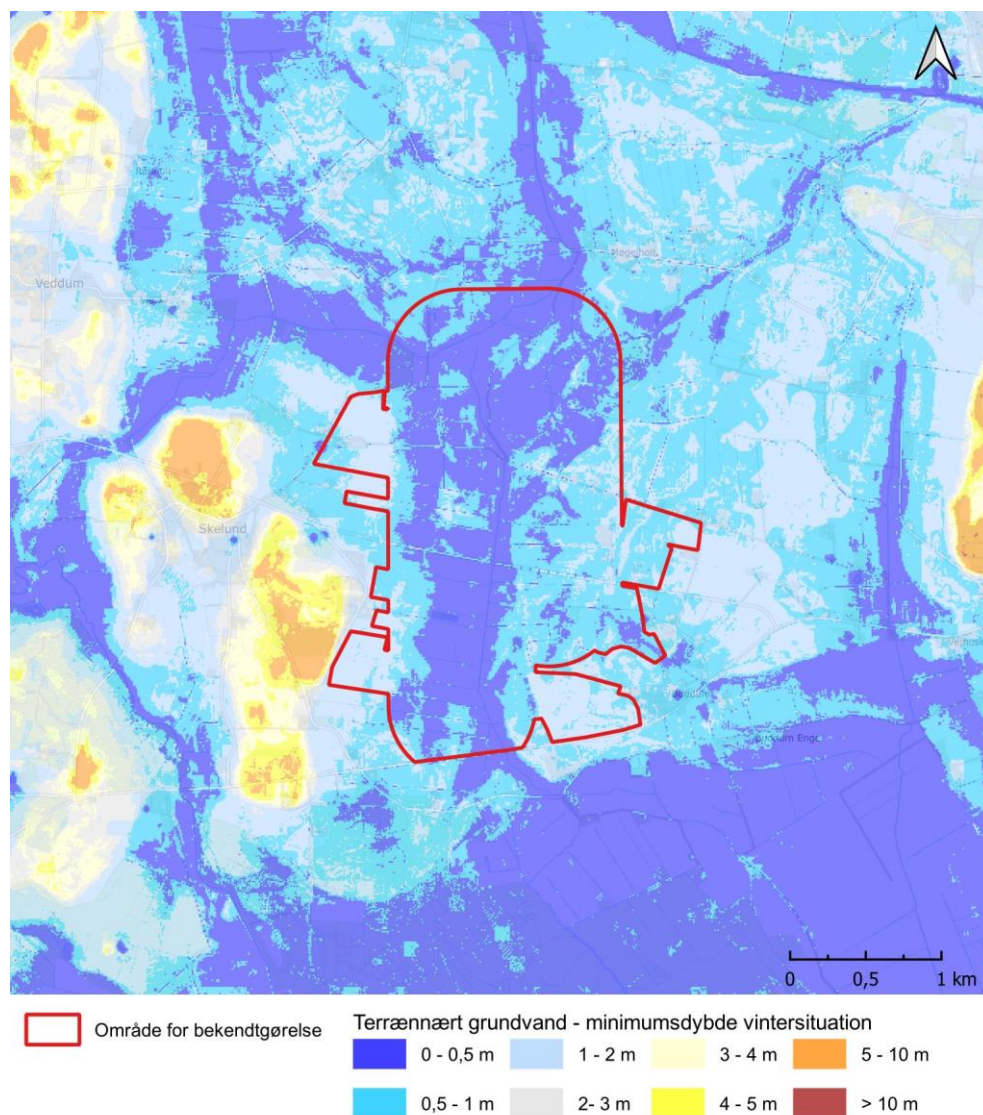 Veddum
Skelund
0 0,5 1 km
Område for bekendtgørelse
Terrænnært grundvand - minimumsdybde vintersituation
0 - 0,5 m 1 - 2 m 3 - 4 m 5 - 10 m
0,5 - 1 m 2- 3 m 4 - 5 m > 10 m